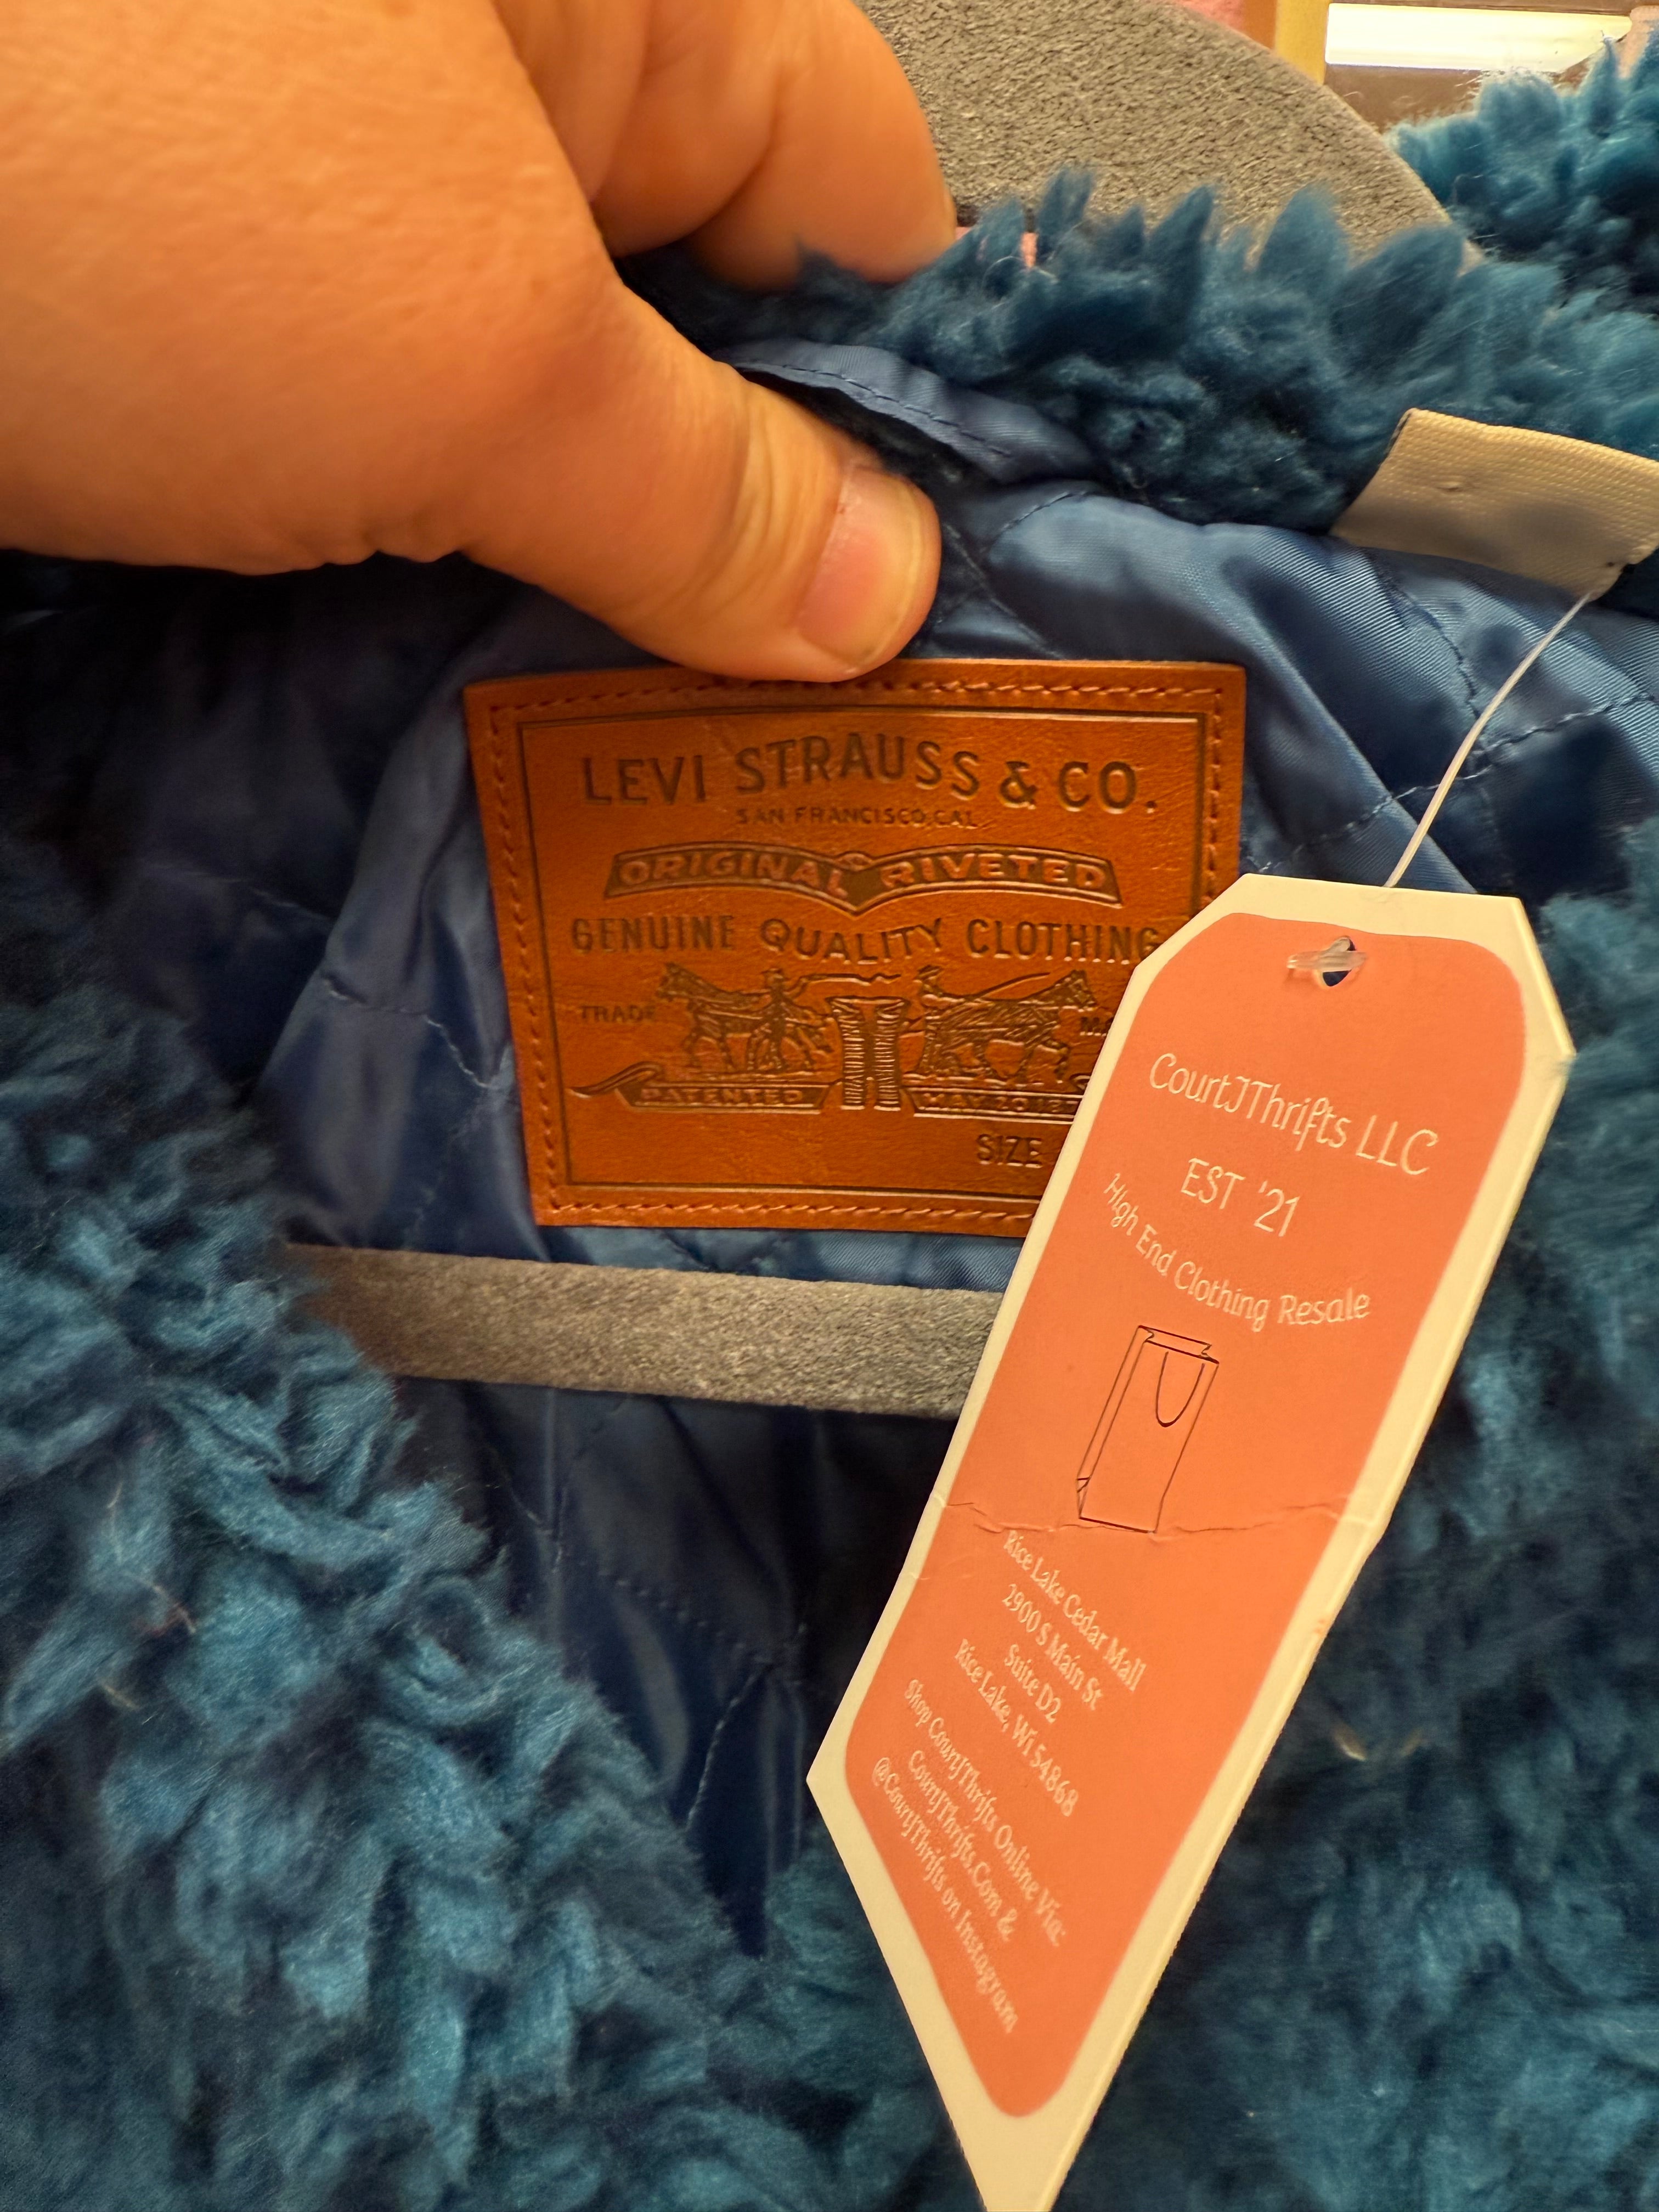 LEVI STRAUSS & CO.
SAN FRANCISCO, CAL.
ORIGINAL RIVETED
GENUINE QUALITY CLOTHING
TRADE
PATENTED MAY 20
SIZE
CourtJThrifts LLC
EST '21
High End Clothing Resale
Rice Lake Cedar Mall
2900 S Main St
Suite D2
Rice Lake, WI 54868
Shop CourtJThrifts Online Via:
CourtJThrifts.Com &
@CourtJThrifts on Instagram